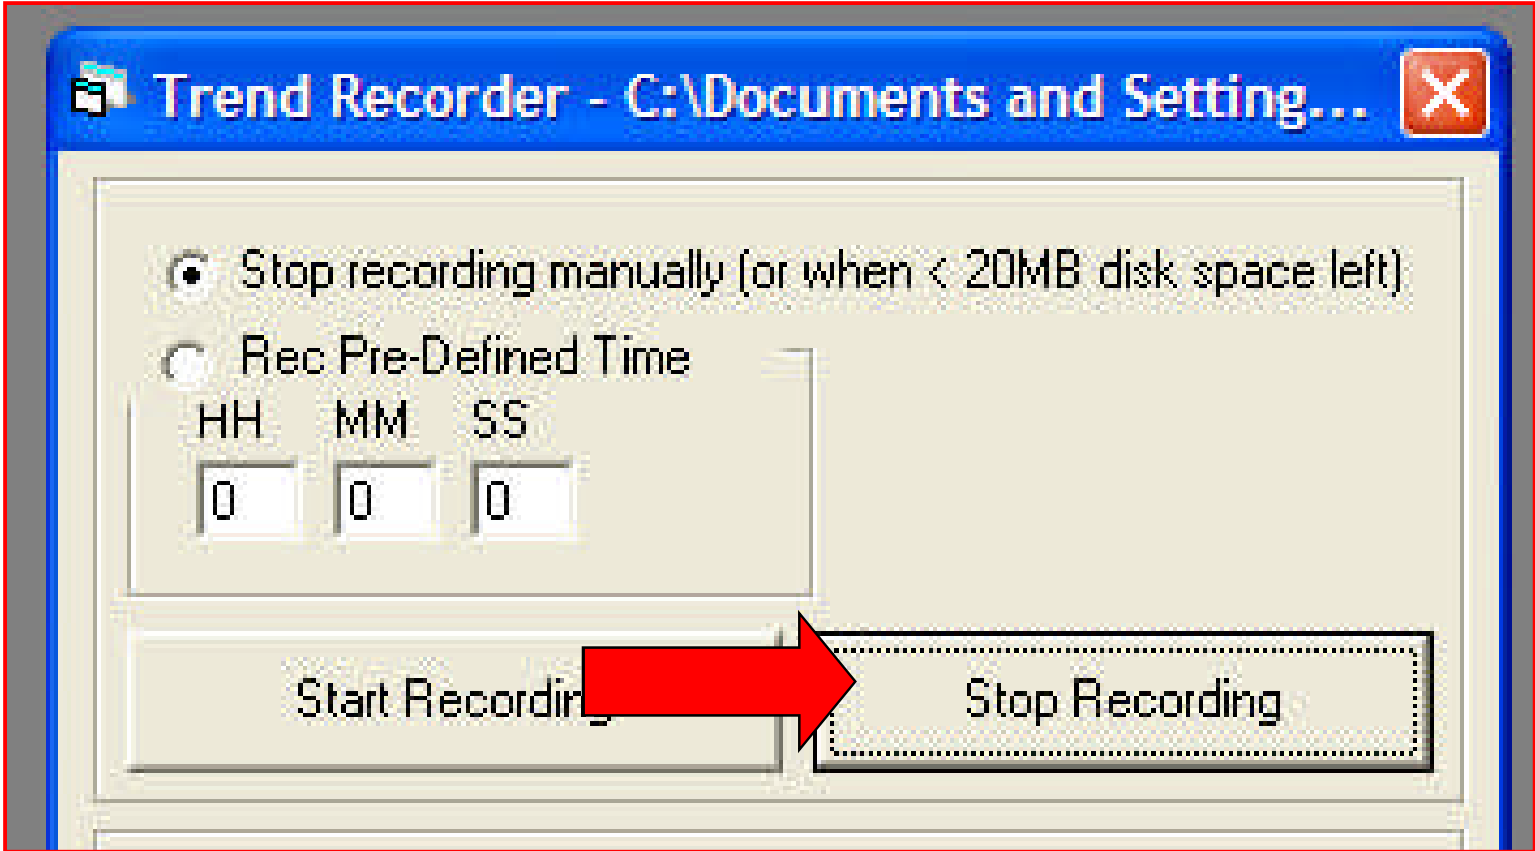 Trend Recorder - C:\Documents and Setting...
Stop recording manually (or when < 20MB disk space left)
Rec Pre-Defined Time
HH MM SS
0 0 0
Start Recording Stop Recording